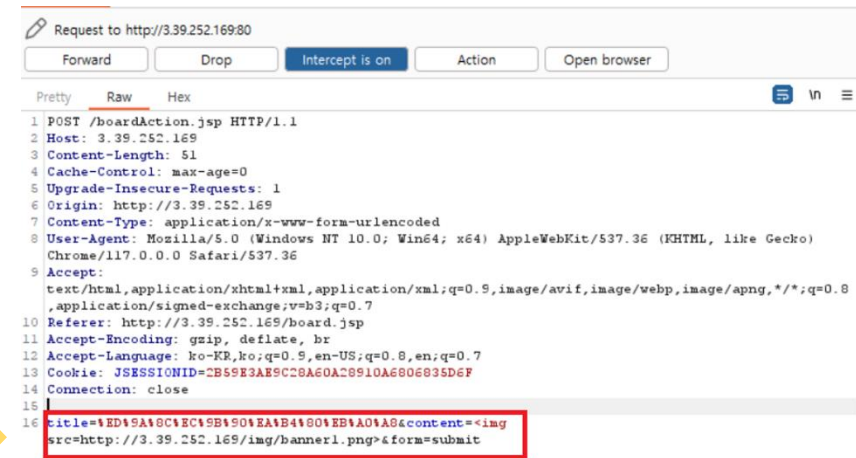 Request to http://3.39.252.169:80
Forward Drop Intercept is on Action Open browser
Pretty Raw Hex \n
1 POST /boardAction.jsp HTTP/1.1
2 Host: 3.39.252.169
3 Content-Length: 51
4 Cache-Control: max-age=0
5 Upgrade-Insecure-Requests: 1
6 Origin: http://3.39.252.169
7 Content-Type: application/x-www-form-urlencoded
8 User-Agent: Mozilla/5.0 (Windows NT 10.0; Win64; x64) AppleWebKit/537.36 (KHTML, like Gecko)
Chrome/117.0.0.0 Safari/537.36
9 Accept:
text/html,application/xhtml+xml,application/xml;q=0.9,image/avif,image/webp,image/apng,*/*;q=0.8
,application/signed-exchange;v=b3;q=0.7
10 Referer: http://3.39.252.169/board.jsp
11 Accept-Encoding: gzip, deflate, br
12 Accept-Language: ko-KR,ko;q=0.9,en-US;q=0.8,en;q=0.7
13 Cookie: JSESSIONID=2B59E3AE9C28A60A28910A6806835D6F
14 Connection: close
15
16 title=%ED%9A%8C%EC%9B%90%EA%B4%80%EB%A0%A8&content=<img
src=http://3.39.252.169/img/banner1.png>&form=submit